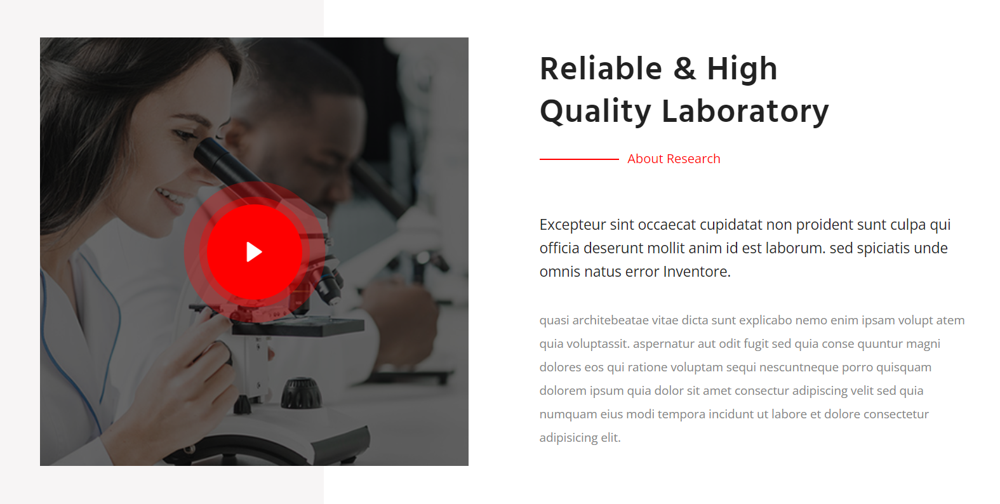 Reliable & High
Quality Laboratory
About Research
Excepteur sint occaecat cupidatat non proident sunt culpa qui
officia deserunt mollit anim id est laborum. sed spiciatis unde
omnis natus error Inventore.
quasi architebeatae vitae dicta sunt explicabo nemo enim ipsam volupt atem
quia voluptassit. aspernatur aut odit fugit sed quia conse quuntur magni
dolores eos qui ratione voluptam sequi nescuntneque porro quisquam
dolorem ipsum quia dolor sit amet consectur adipiscing velit sed quia
numquam eius modi tempora incidunt ut labore et dolore consectetur
adipisicing elit.